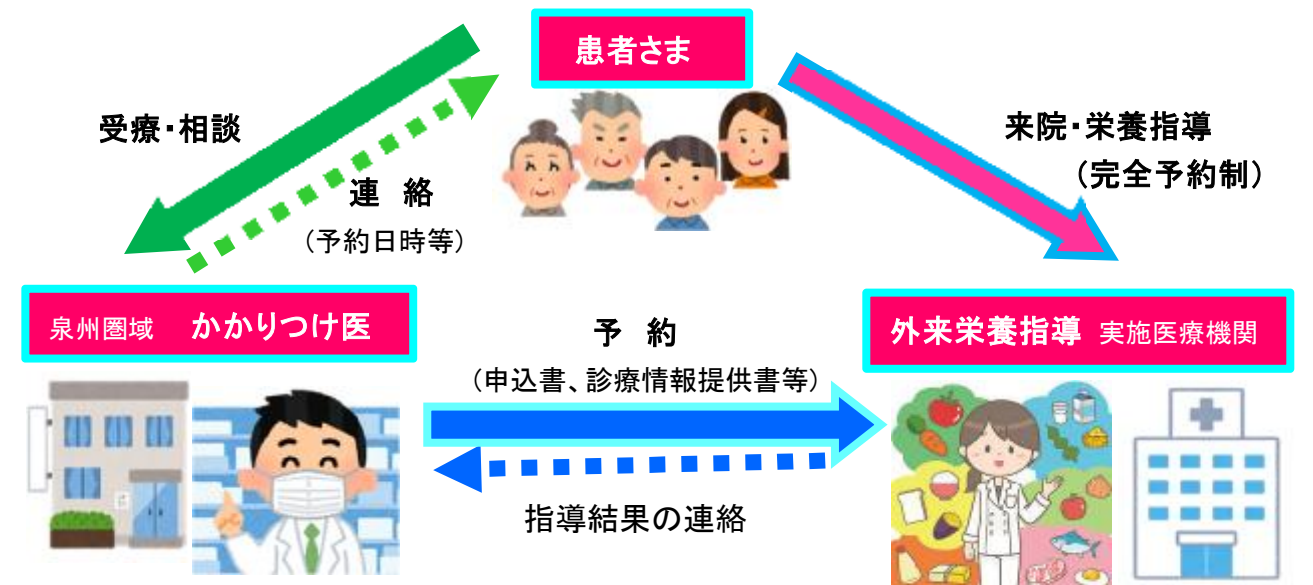 患者さま
受療・相談
連 絡
（予約日時等）
来院・栄養指導
（完全予約制）
泉州圏域 かかりつけ医
予 約
（申込書、診療情報提供書等）
指導結果の連絡
外来栄養指導 実施医療機関